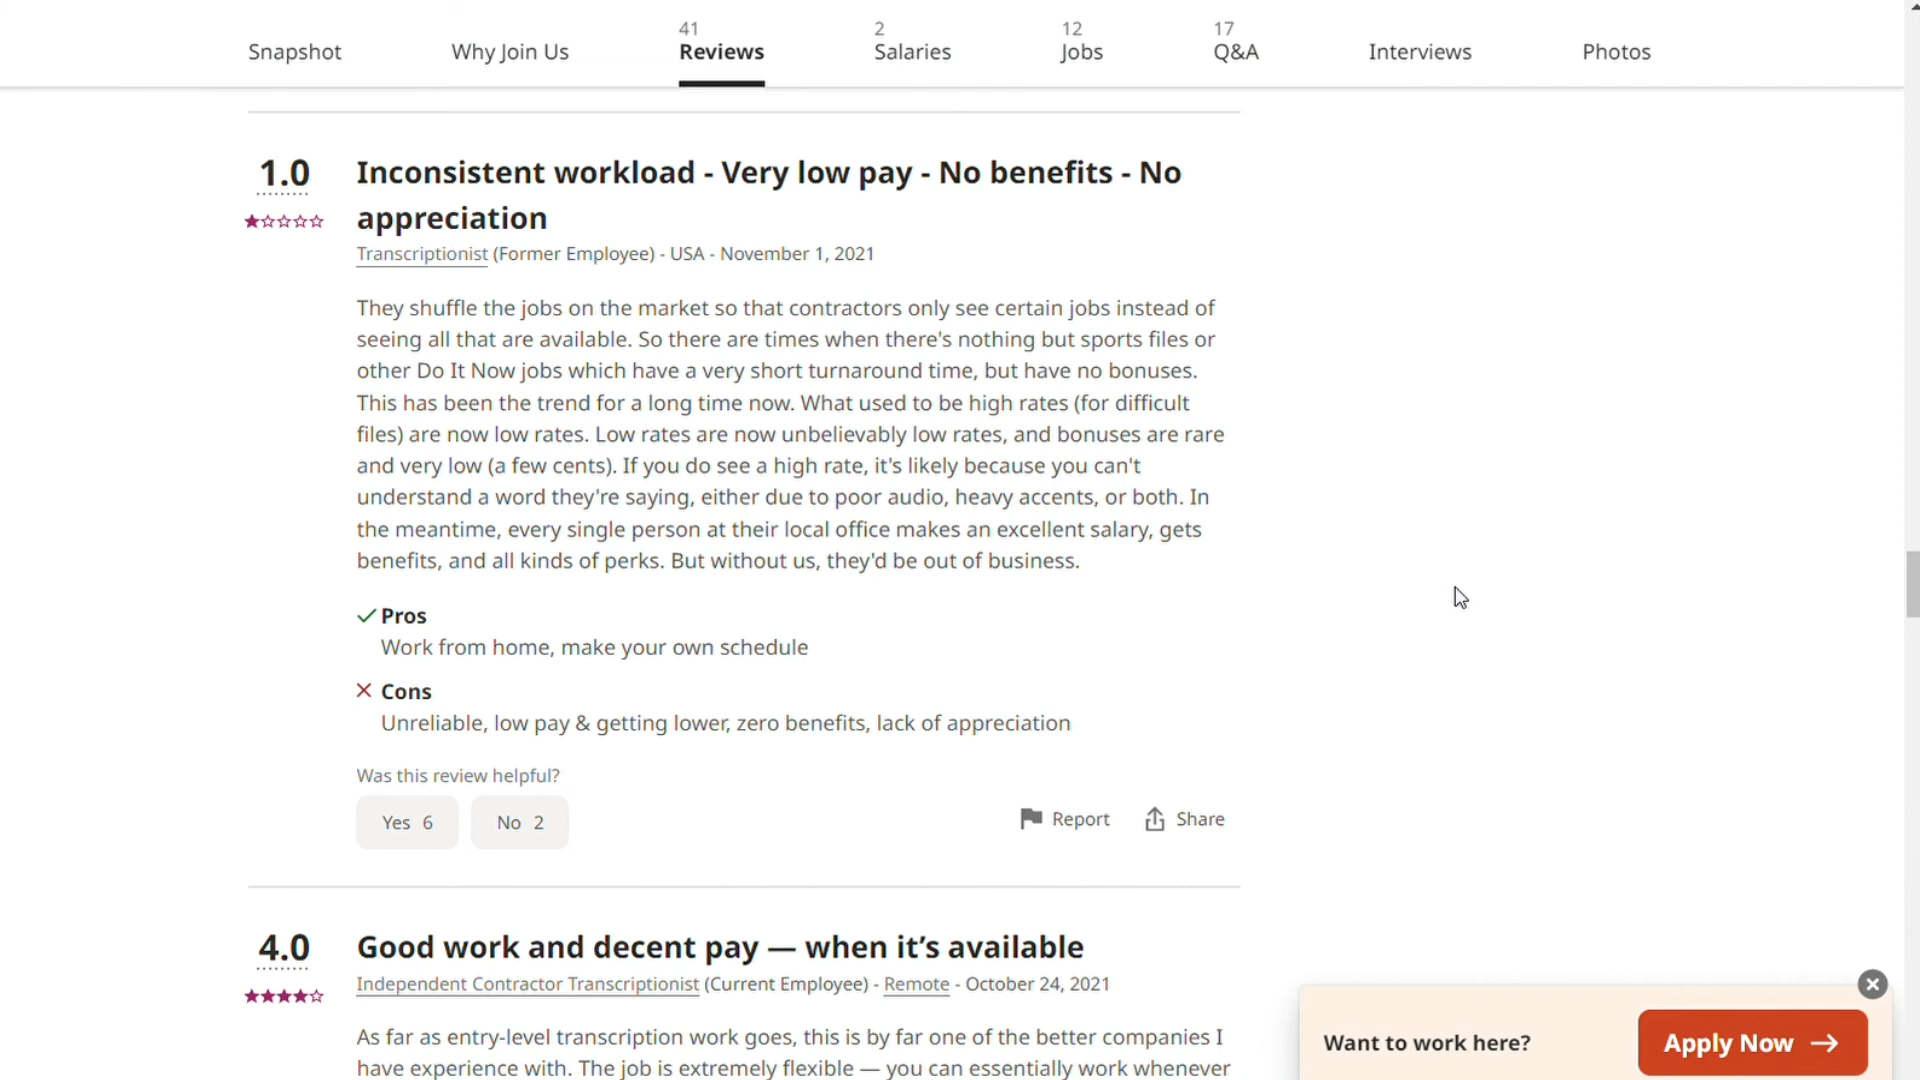 Snapshot
Why Join Us
41
Reviews
2
Salaries
12
Jobs
17
Q&A
Interviews
Photos
1.0
Inconsistent workload - Very low pay - No benefits - No
appreciation
Transcriptionist (Former Employee) - USA - November 1, 2021
They shuffle the jobs on the market so that contractors only see certain jobs instead of
seeing all that are available. So there are times when there's nothing but sports files or
other Do It Now jobs which have a very short turnaround time, but have no bonuses.
This has been the trend for a long time now. What used to be high rates (for difficult
files) are now low rates. Low rates are now unbelievably low rates, and bonuses are rare
and very low (a few cents). If you do see a high rate, it's likely because you can't
understand a word they're saying, either due to poor audio, heavy accents, or both. In
the meantime, every single person at their local office makes an excellent salary, gets
benefits, and all kinds of perks. But without us, they'd be out of business.
Pros
Work from home, make your own schedule
Cons
Unreliable, low pay & getting lower, zero benefits, lack of appreciation
Was this review helpful?
Yes 6
No 2
Report
Share
4.0
Good work and decent pay — when it’s available
Independent Contractor Transcriptionist (Current Employee) - Remote - October 24, 2021
As far as entry-level transcription work goes, this is by far one of the better companies I
have experience with. The job is extremely flexible — you can essentially work whenever
Want to work here?
Apply Now